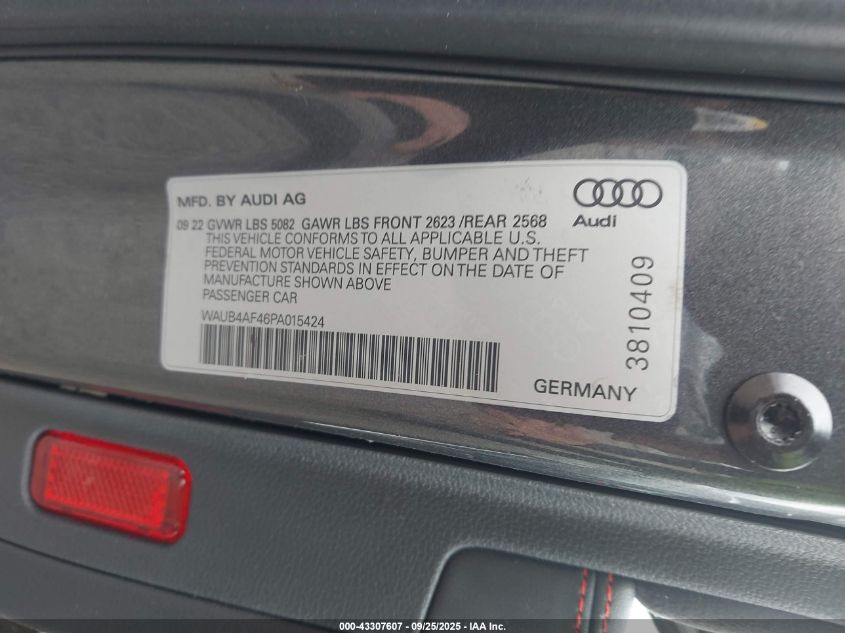 MFD. BY AUDI AG
Audi
09 22 GVWR LBS 5082 GAWR LBS FRONT 2623 /REAR 2568
THIS VEHICLE CONFORMS TO ALL APPLICABLE U.S.
FEDERAL MOTOR VEHICLE SAFETY, BUMPER AND THEFT
PREVENTION STANDARDS IN EFFECT ON THE DATE OF
MANUFACTURE SHOWN ABOVE
PASSENGER CAR
WAUB4AF46PA015424
3810409
GERMANY
000-43307607 - 09/25/2025 - IAA Inc.